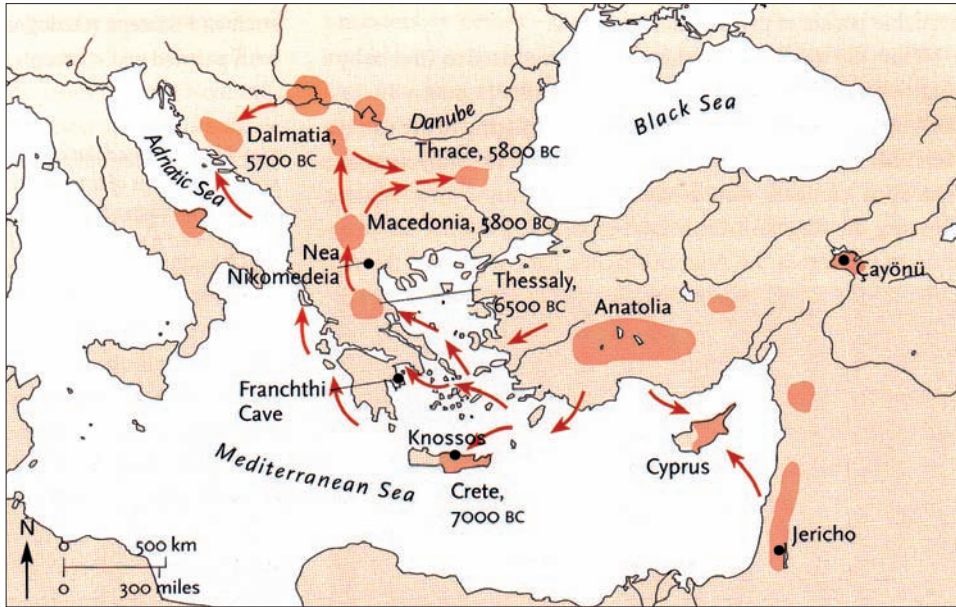 Black Sea
Danube
Dalmatia,
5700 BC
Thrace, 5800 BC
Adriatic Sea
Macedonia, 5800 BC
Nea
Nikomedeia
Çayönü
Thessaly,
6500 BC
Anatolia
Franchthi
Cave
Knossos
Mediterranean Sea
Cyprus
Crete,
7000 BC
Jericho
N
0 500 km
0 300 miles